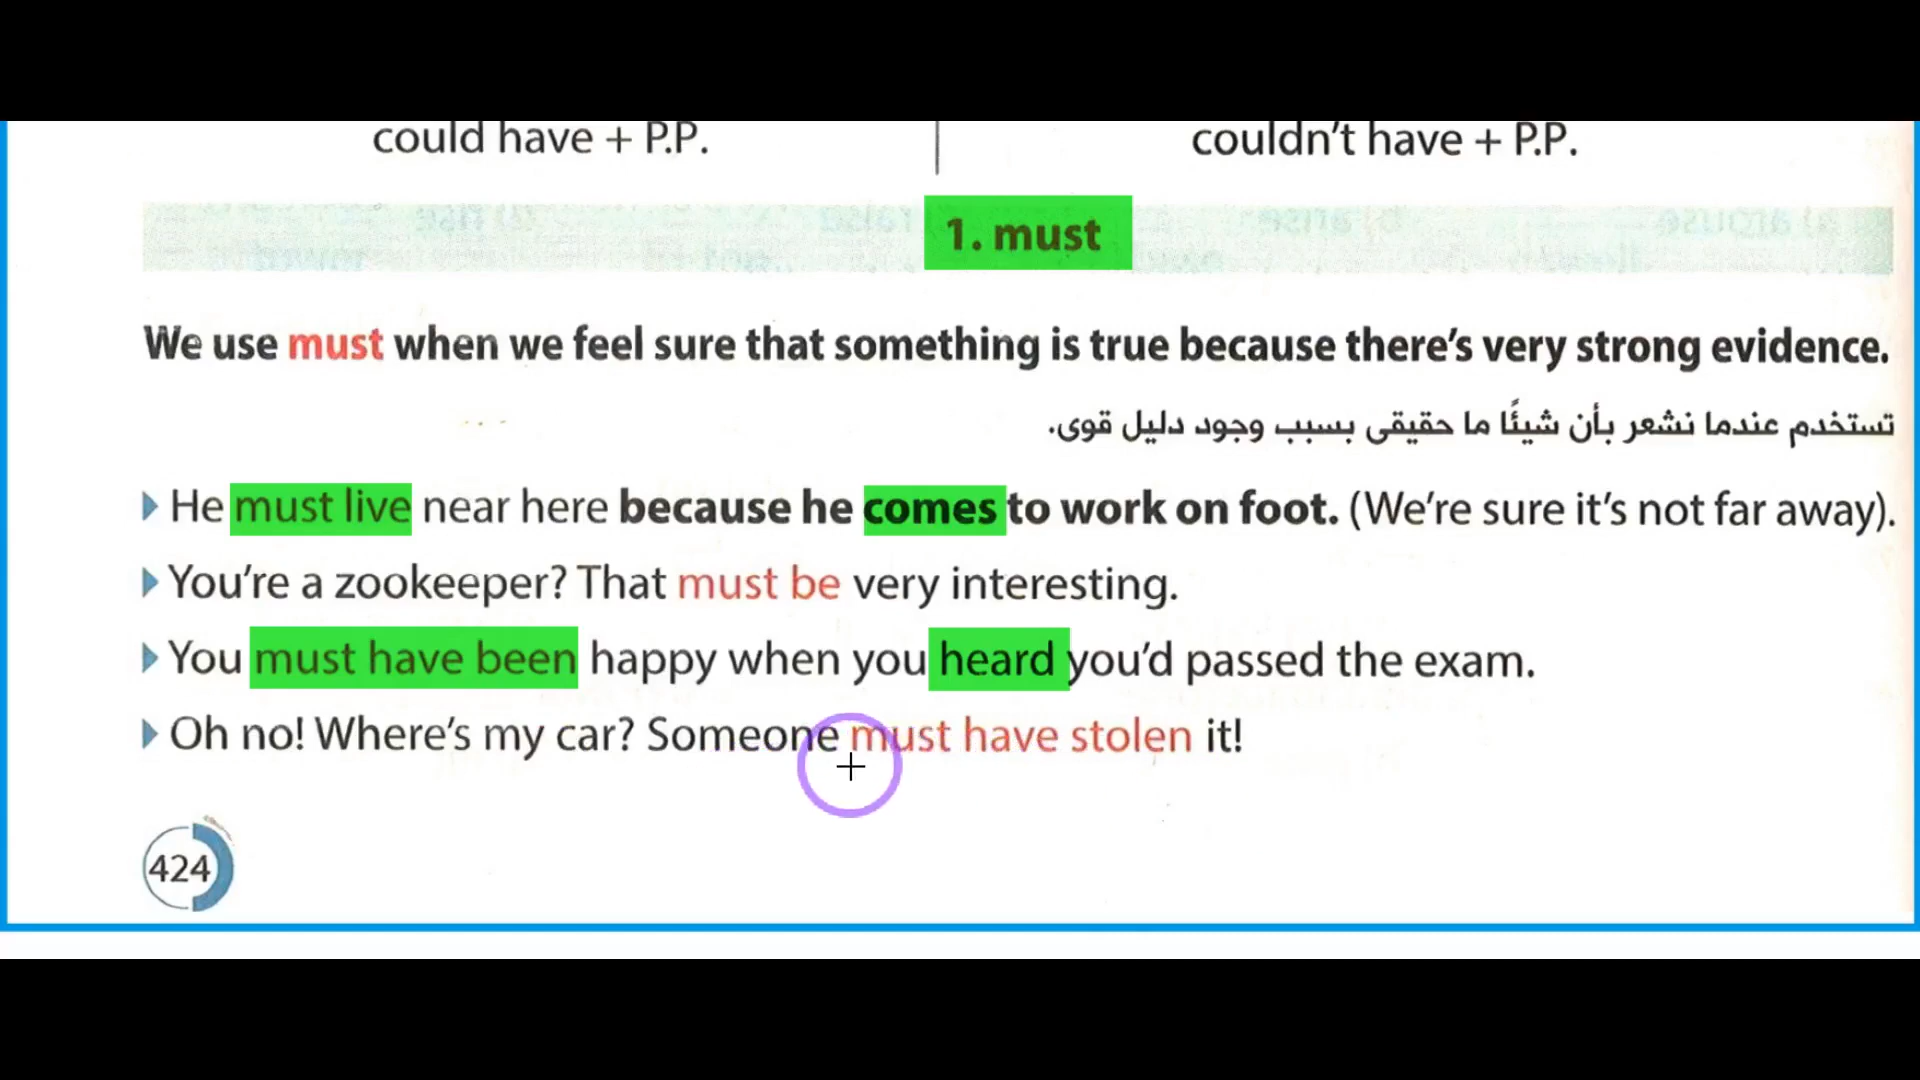 could have + P.P.
couldn't have + P.P.
1. must
We use must when we feel sure that something is true because there's very strong evidence.
تستخدم عندما نشعر بأن شيئًا ما حقيقى بسبب وجود دليل قوى.
He must live near here because he comes to work on foot. (We're sure it's not far away).
You're a zookeeper? That must be very interesting.
You must have been happy when you heard you'd passed the exam.
Oh no! Where's my car? Someone must have stolen it!
424